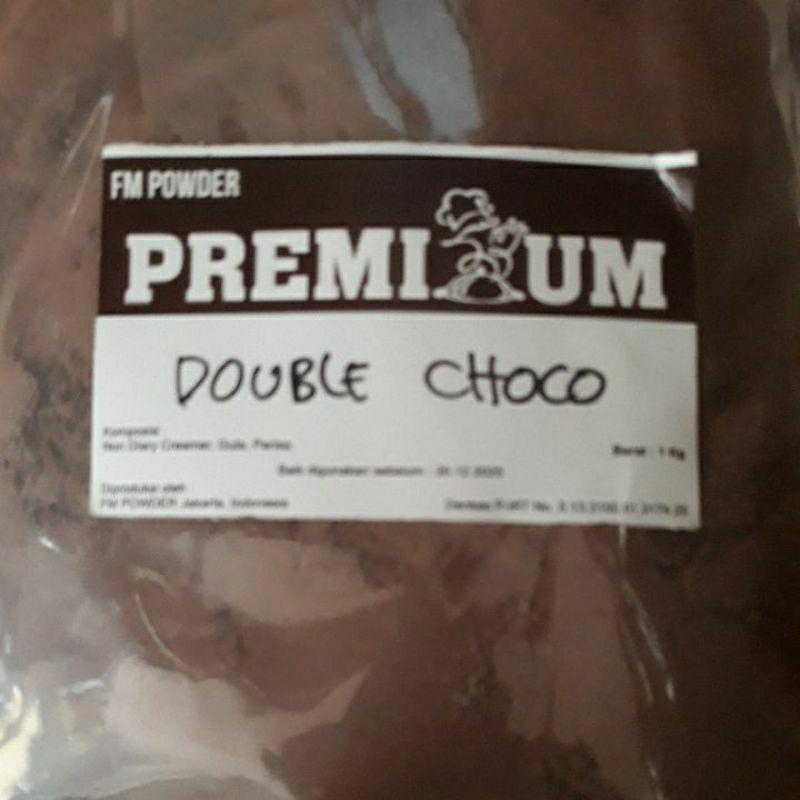 FM POWDER
PREMIUM
DOUBLE CHOCO
Komposisi
Non Diary Creamer, Gula, Perisa,
Berat : 1 Kg
Baik digunakan sebelum :
Diproduksi oleh:
FM POWDER Jakarta, Indonesia